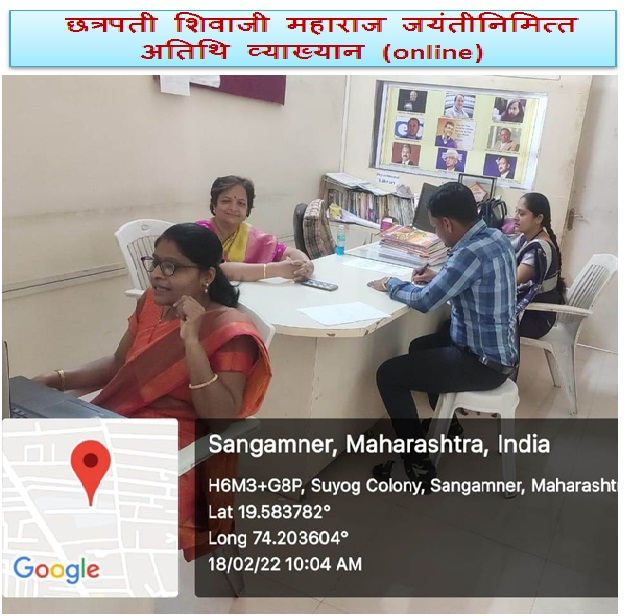 छत्रपती शिवाजी महाराज जयंतीनिमित्त
अतिथि व्याख्यान (online)
Library
Sangamner, Maharashtra, India
H6M3+G8P, Suyog Colony, Sangamner, Maharasht
Lat 19.583782°
Long 74.203604°
18/02/22 10:04 AM
Google